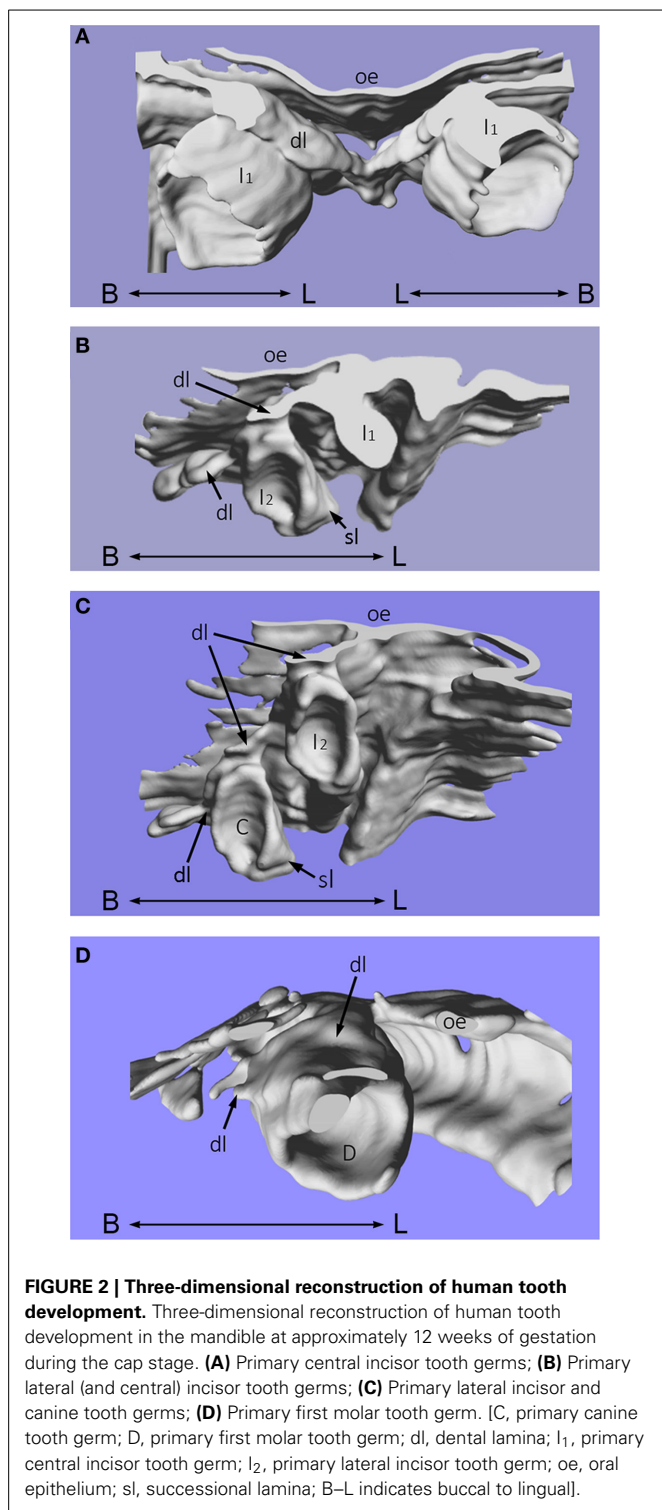 A
oe
dl
I₁
I₁
B L L B
B
oe
dl
I₁
dl
I₂
sl
B L
C
oe
dl
I₂
C
dl
sl
B L
D
dl
oe
dl
D
B L
FIGURE 2 | Three-dimensional reconstruction of human tooth
development. Three-dimensional reconstruction of human tooth
development in the mandible at approximately 12 weeks of gestation
during the cap stage. (A) Primary central incisor tooth germs; (B) Primary
lateral (and central) incisor tooth germs; (C) Primary lateral incisor and
canine tooth germs; (D) Primary first molar tooth germ. [C, primary canine
tooth germ; D, primary first molar tooth germ; dl, dental lamina; I₁, primary
central incisor tooth germ; I₂, primary lateral incisor tooth germ; oe, oral
epithelium; sl, successional lamina; B–L indicates buccal to lingual].